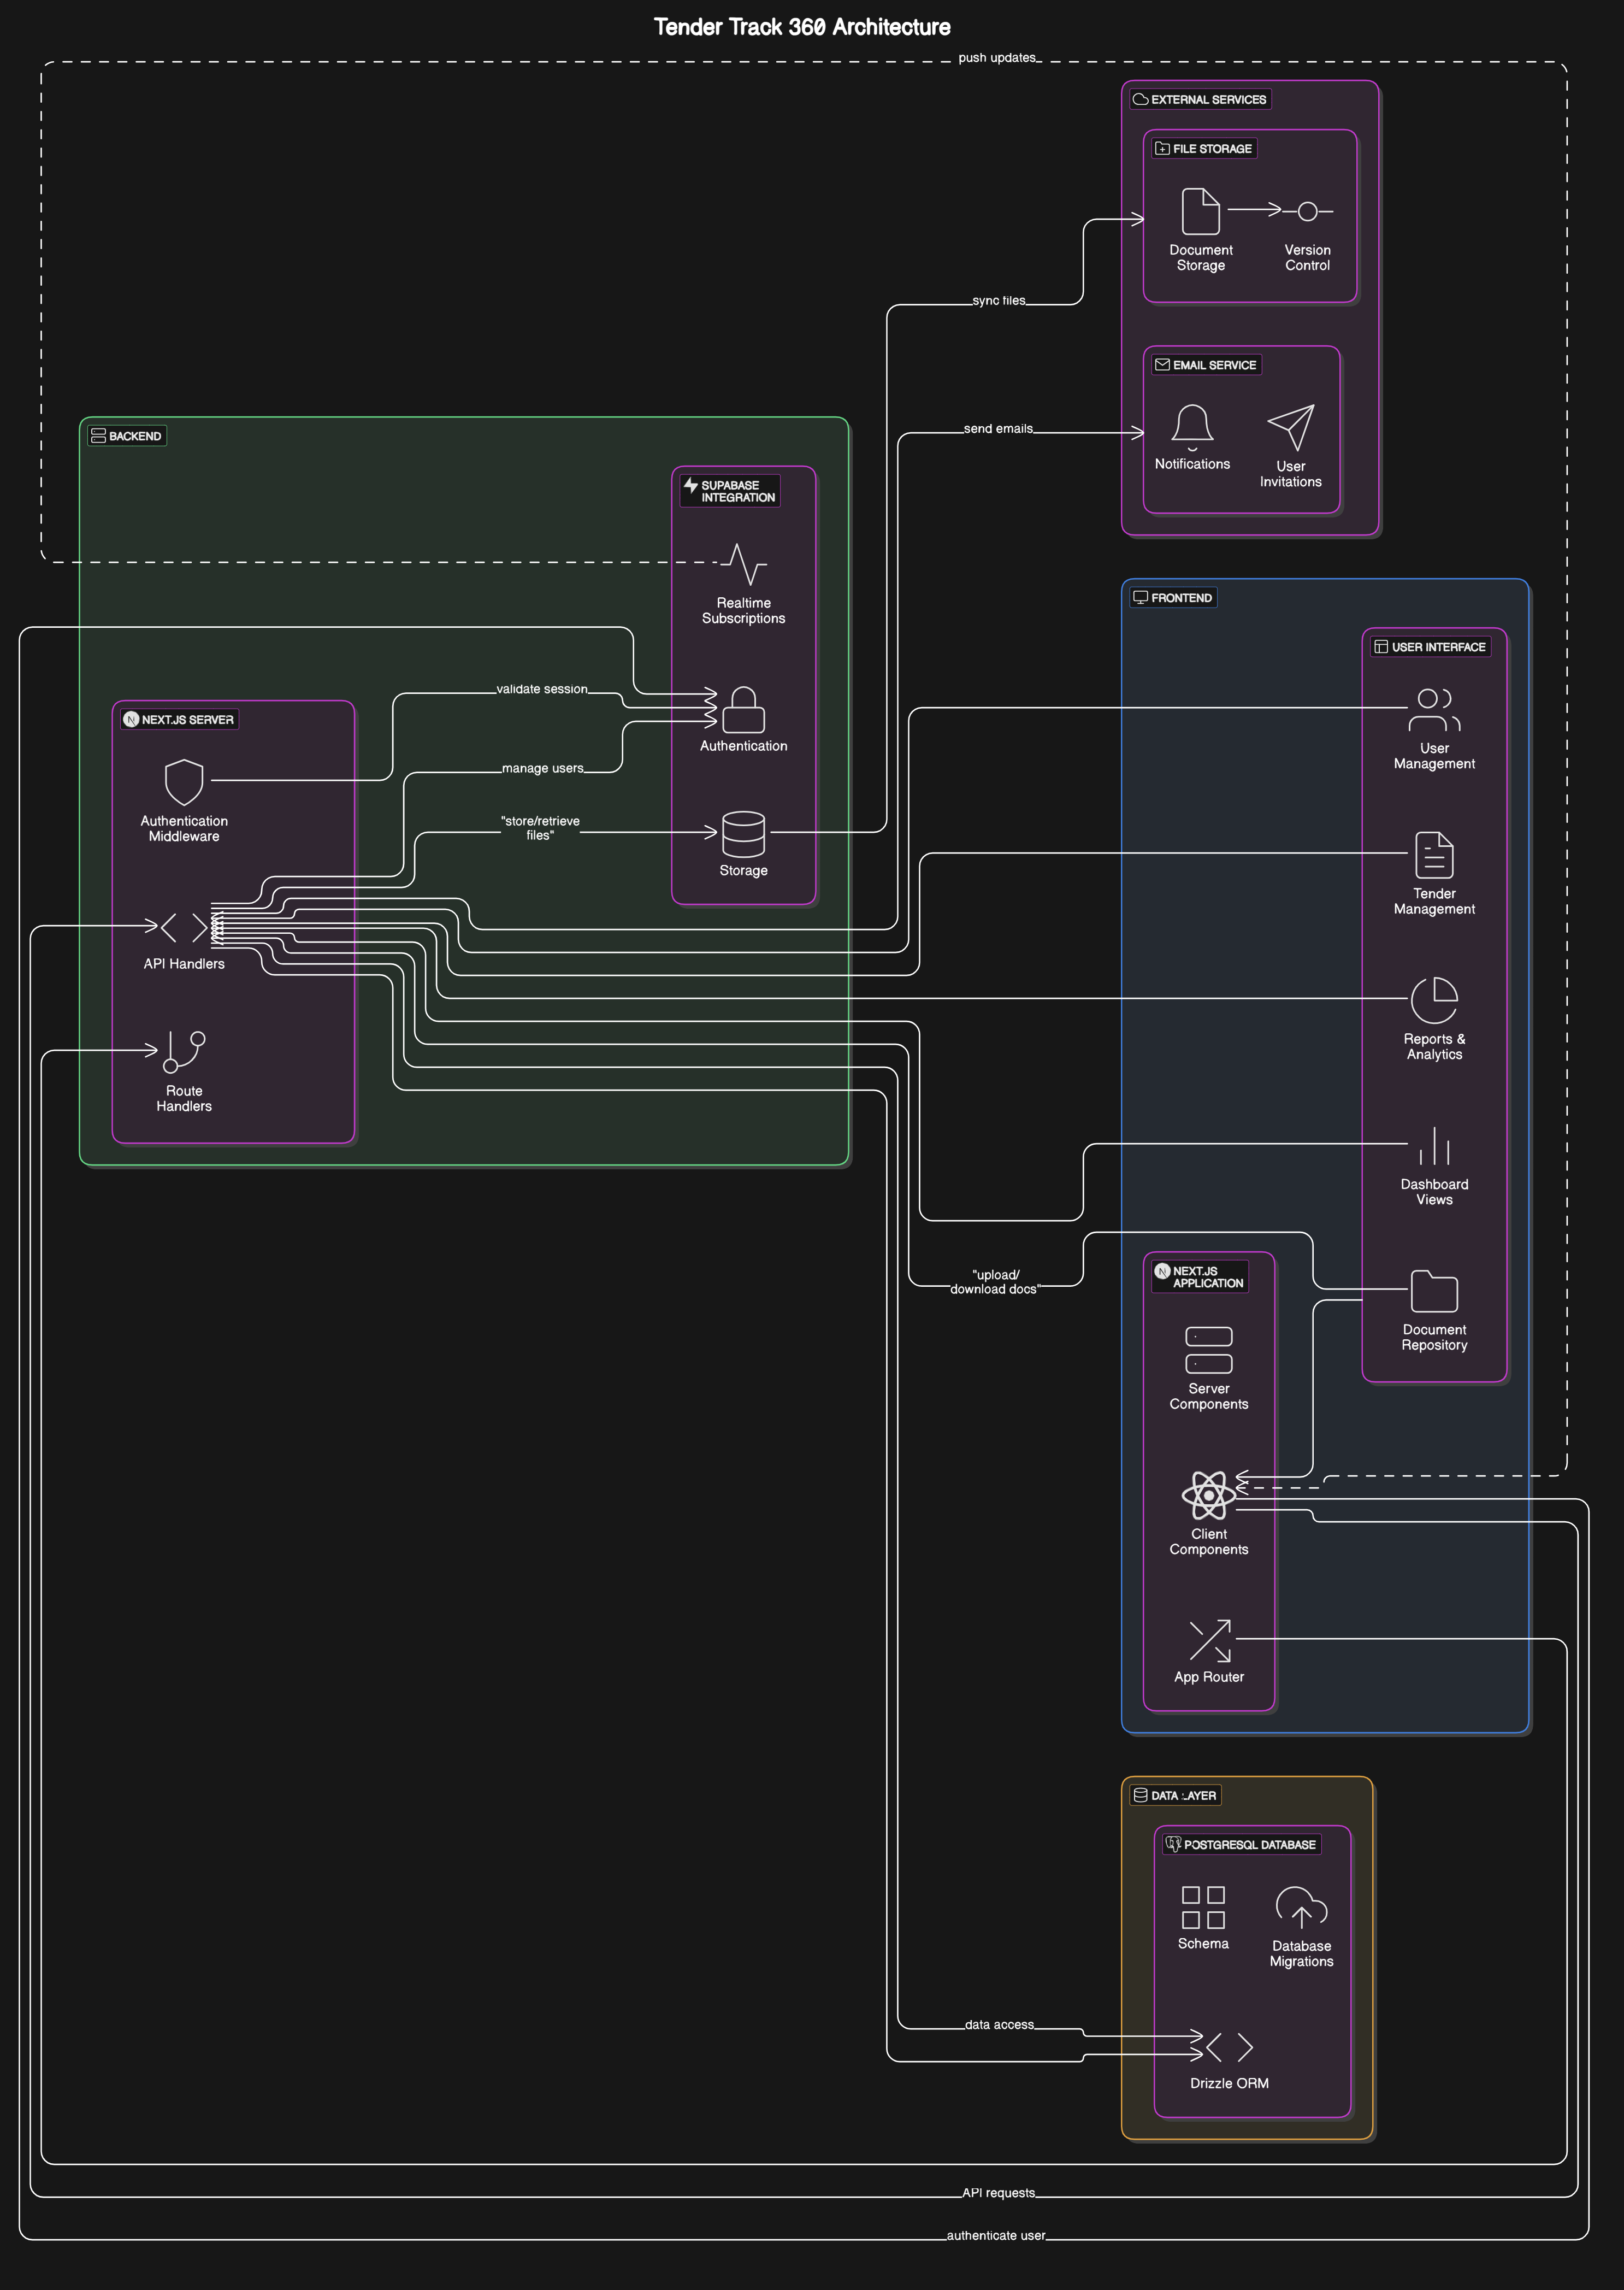 Tender Track 360 Architecture
push updates
EXTERNAL SERVICES
FILE STORAGE
Document
Storage
Version
Control
sync files
EMAIL SERVICE
send emails
Notifications
User
Invitations
BACKEND
SUPABASE
INTEGRATION
Realtime
Subscriptions
validate session
Authentication
manage users
"store/retrieve
files"
Storage
NEXT.JS SERVER
Authentication
Middleware
API Handlers
Route
Handlers
FRONTEND
USER INTERFACE
User
Management
Tender
Management
Reports &
Analytics
Dashboard
Views
"upload/
download docs"
Document
Repository
NEXT.JS
APPLICATION
Server
Components
Client
Components
App Router
DATA LAYER
POSTGRESQL DATABASE
Schema
Database
Migrations
data access
Drizzle ORM
API requests
authenticate user